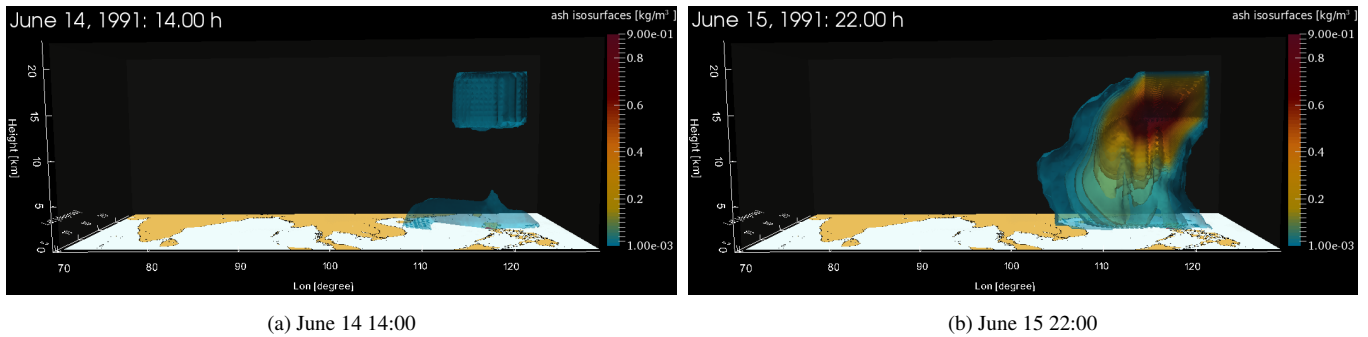 June 14, 1991: 14.00 h
ash isosurfaces [kg/m³]
9.00e-01
0.8
0.6
0.4
0.2
1.00e-03
20
15
10
5
0
Height [km]
70
80
90
100
110
120
Lon [degree]
(a) June 14 14:00
June 15, 1991: 22.00 h
ash isosurfaces [kg/m³]
9.00e-01
0.8
0.6
0.4
0.2
1.00e-03
20
15
10
5
0
Height [km]
70
80
90
100
110
120
Lon [degree]
(b) June 15 22:00